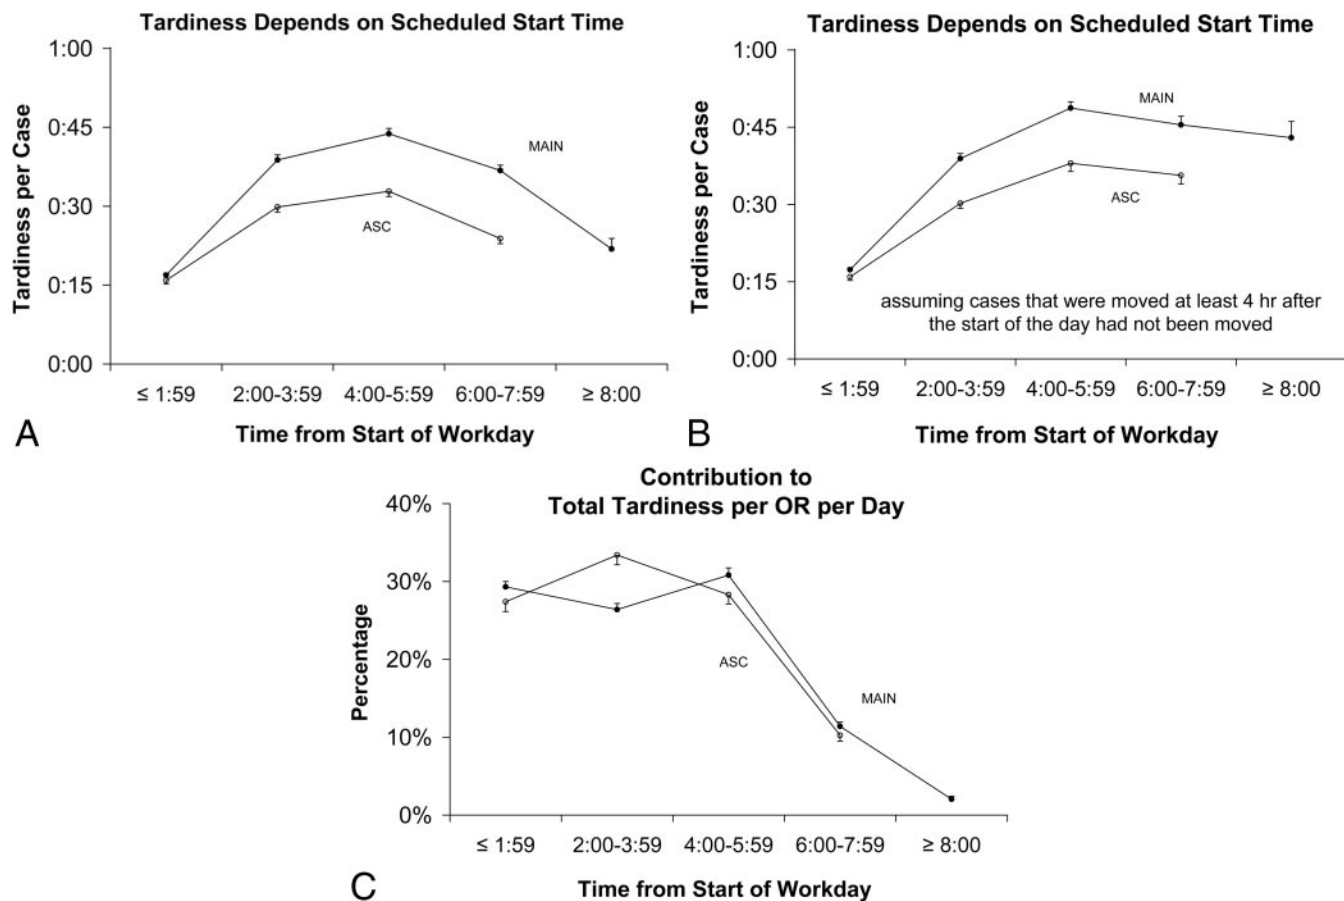 Tardiness Depends on Scheduled Start Time
Tardiness per Case
1:00
0:45
0:30
0:15
0:00
MAIN
ASC
≤ 1:59 2:00-3:59 4:00-5:59 6:00-7:59 ≥ 8:00
Time from Start of Workday
A
Tardiness Depends on Scheduled Start Time
Tardiness per Case
1:00
0:45
0:30
0:15
0:00
MAIN
ASC
assuming cases that were moved at least 4 hr after
the start of the day had not been moved
≤ 1:59 2:00-3:59 4:00-5:59 6:00-7:59 ≥ 8:00
Time from Start of Workday
B
Contribution to
Total Tardiness per OR per Day
Percentage
40%
30%
20%
10%
0%
ASC
MAIN
≤ 1:59 2:00-3:59 4:00-5:59 6:00-7:59 ≥ 8:00
Time from Start of Workday
C